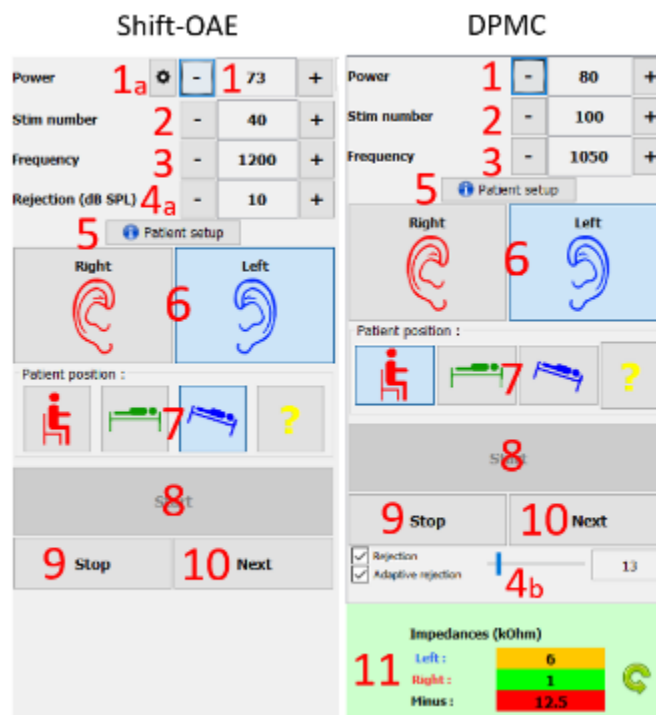 Shift-OAE
DPMC
Power 1a - 1 73 +
Stim number 2 - 40 +
Frequency 3 - 1200 +
Rejection (dB SPL) 4a - 10 +
5 Patient setup
Right 6 Left
Patient position :
7 ?
Start 8
9 Stop 10 Next
Power 1 - 80 +
Stim number 2 - 100 +
Frequency 3 - 1050 +
5 Patient setup
Right 6 Left
Patient position :
7 ?
Start 8
9 Stop 10 Next
Rejection
Adaptive rejection 4b 13
Impedances (kOhm)
Left : 6
11 Right : 1
Minus : 12.5